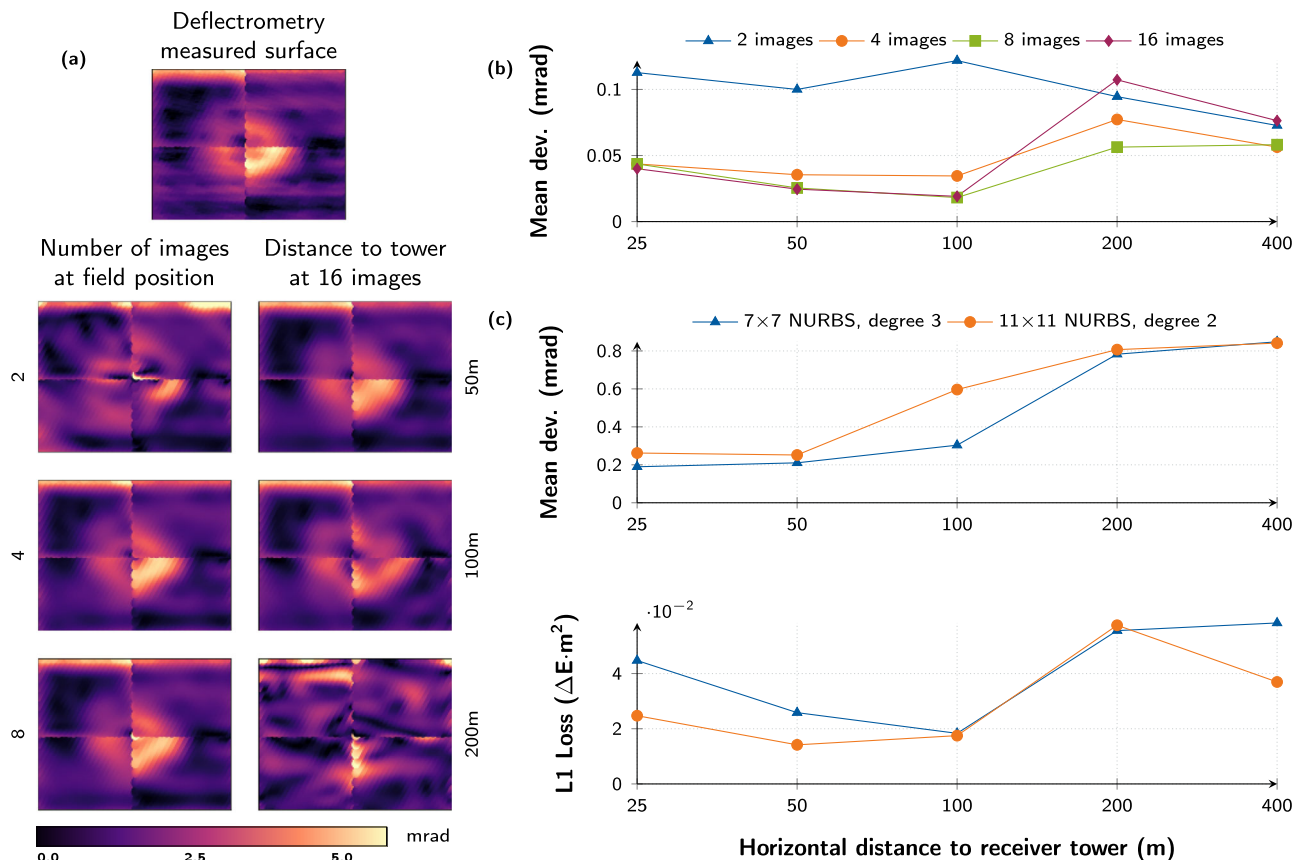 Deflectrometry
measured surface
(a)
Number of images
at field position
Distance to tower
at 16 images
2
50m
4
100m
8
200m
mrad
0.0 2.5 5.0
(b)
2 images 4 images 8 images 16 images
Mean dev. (mrad)
0.1
0.05
0
25 50 100 200 400
(c)
7×7 NURBS, degree 3 11×11 NURBS, degree 2
Mean dev. (mrad)
0.8
0.6
0.4
0.2
0
25 50 100 200 400
·10⁻²
L1 Loss (△E·m²)
4
2
0
25 50 100 200 400
Horizontal distance to receiver tower (m)